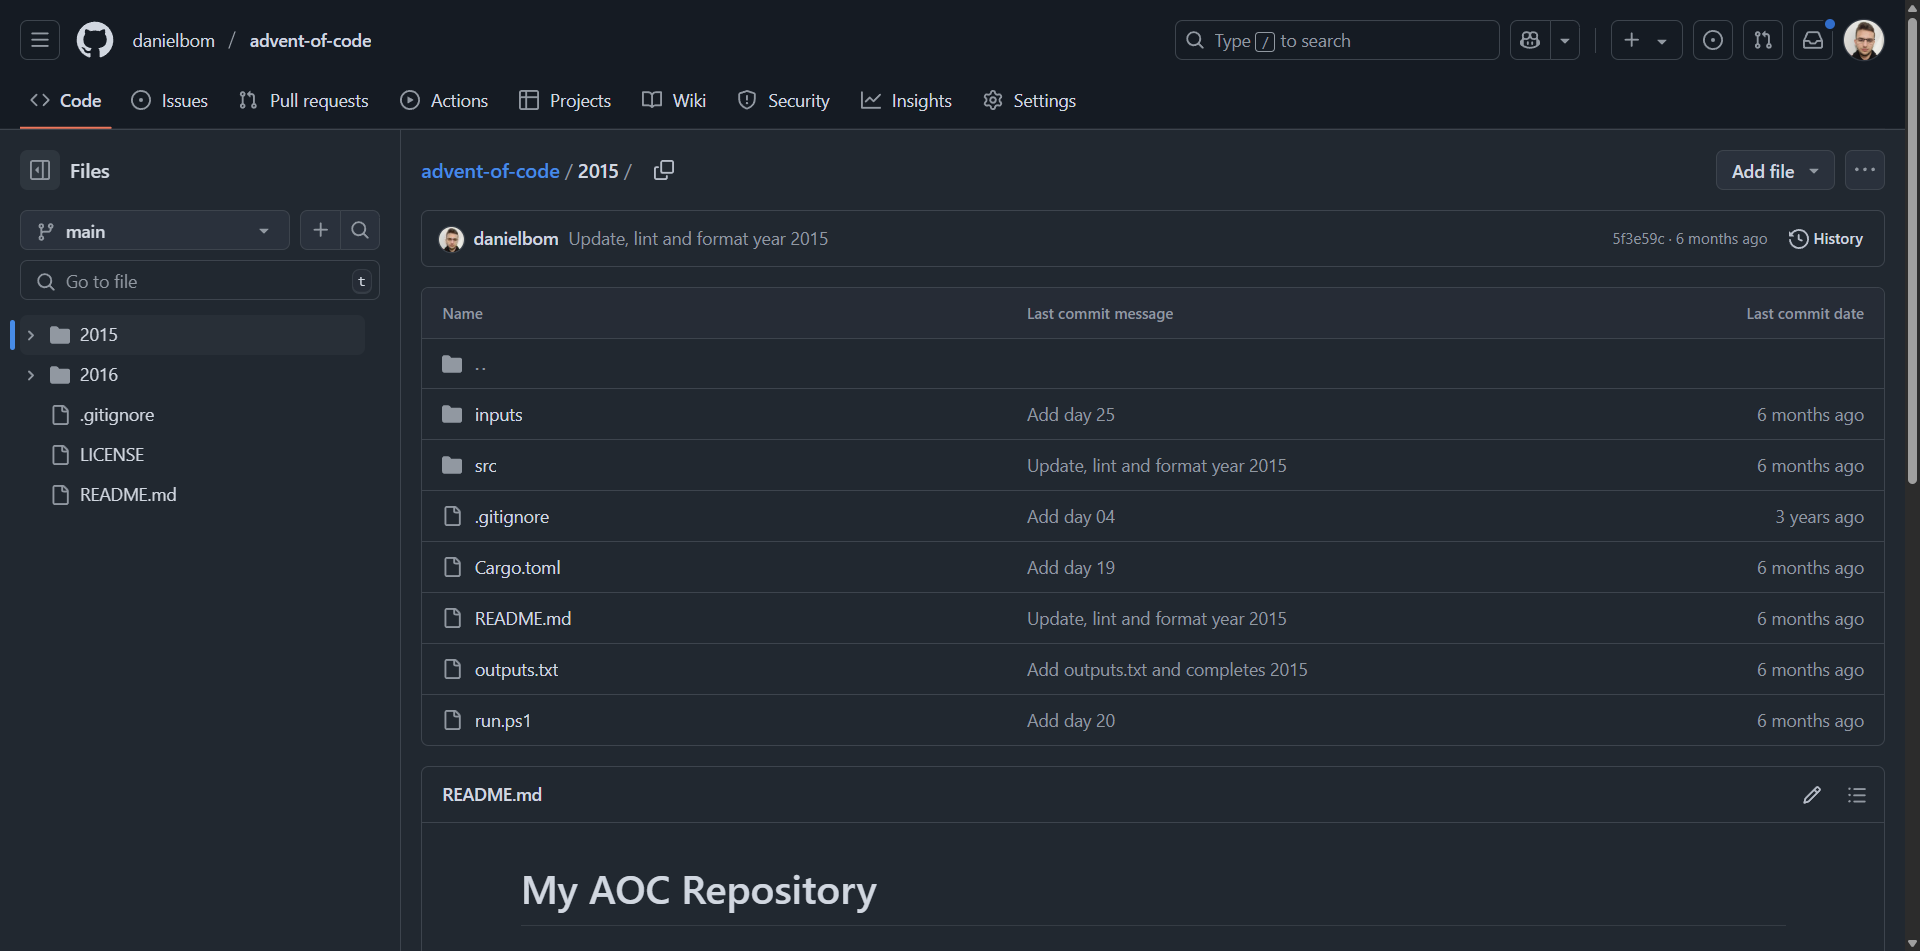 danielbom / advent-of-code
Type / to search
Code Issues Pull requests Actions Projects Wiki Security Insights Settings
Files
main
Go to file t
2015
2016
.gitignore
LICENSE
README.md
advent-of-code / 2015 /
Add file
danielbom Update, lint and format year 2015 5f3e59c · 6 months ago History
Name Last commit message Last commit date
..
inputs Add day 25 6 months ago
src Update, lint and format year 2015 6 months ago
.gitignore Add day 04 3 years ago
Cargo.toml Add day 19 6 months ago
README.md Update, lint and format year 2015 6 months ago
outputs.txt Add outputs.txt and completes 2015 6 months ago
run.ps1 Add day 20 6 months ago
README.md
My AOC Repository